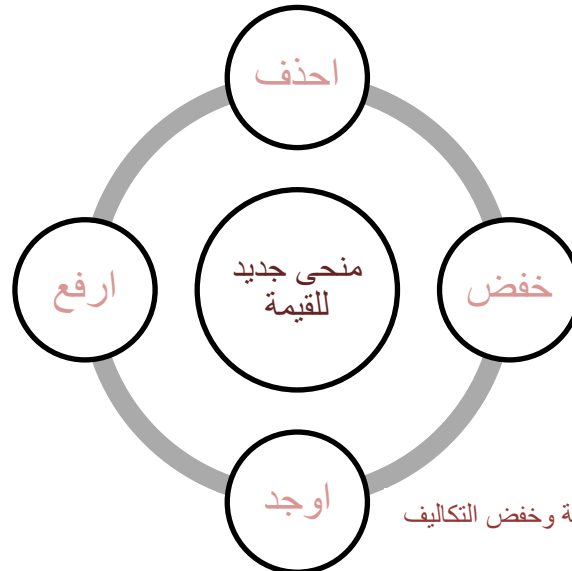 احذف
خفض
منحى جديد
للقيمة
ارفع
اوجد
وخفض التكاليف